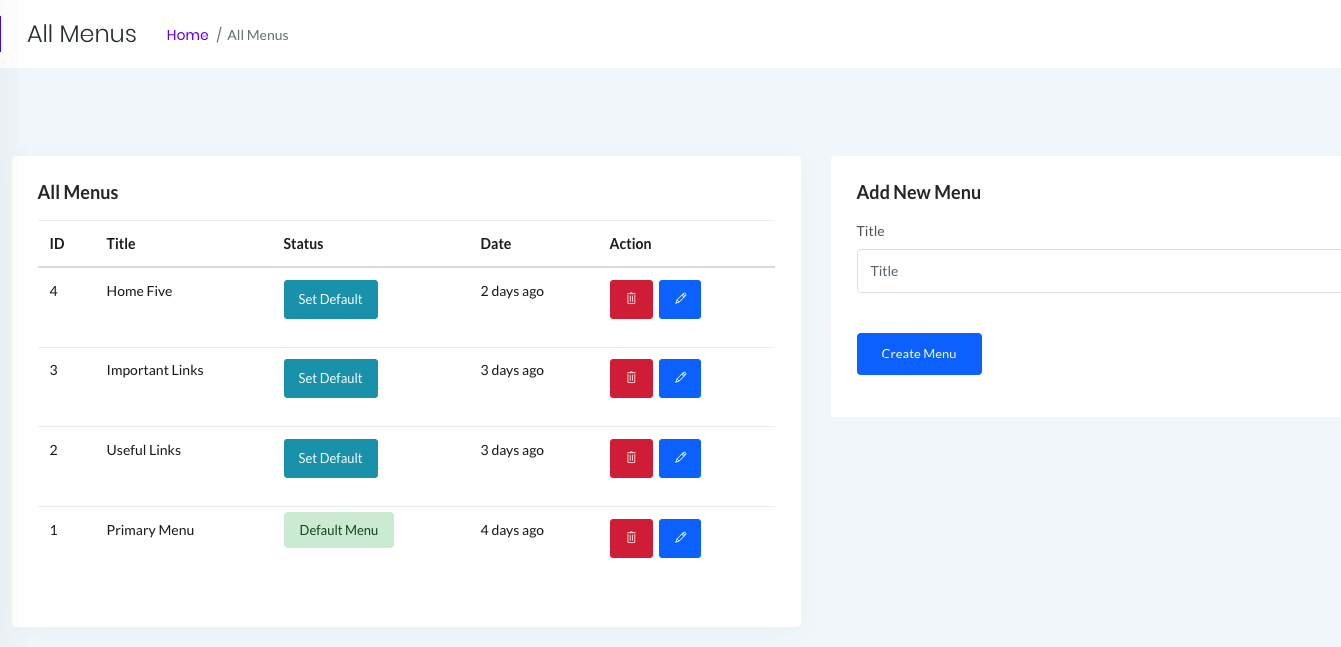 All Menus Home / All Menus
All Menus
ID Title Status Date Action
4 Home Five Set Default 2 days ago
3 Important Links Set Default 3 days ago
2 Useful Links Set Default 3 days ago
1 Primary Menu Default Menu 4 days ago
Add New Menu
Title
Title
Create Menu